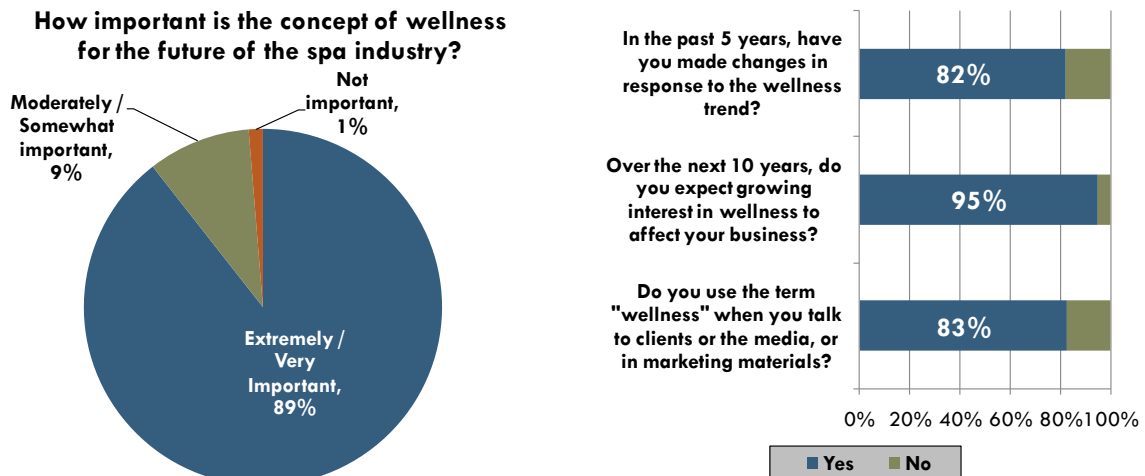 How important is the concept of wellness
for the future of the spa industry?
Not
important,
1%
Moderately /
Somewhat
important,
9%
Extremely /
Very
Important,
89%
In the past 5 years, have
you made changes in
response to the wellness
trend?
82%
Over the next 10 years, do
you expect growing
interest in wellness to
affect your business?
95%
Do you use the term
"wellness" when you talk
to clients or the media, or
in marketing materials?
83%
0% 20% 40% 60% 80% 100%
Yes No